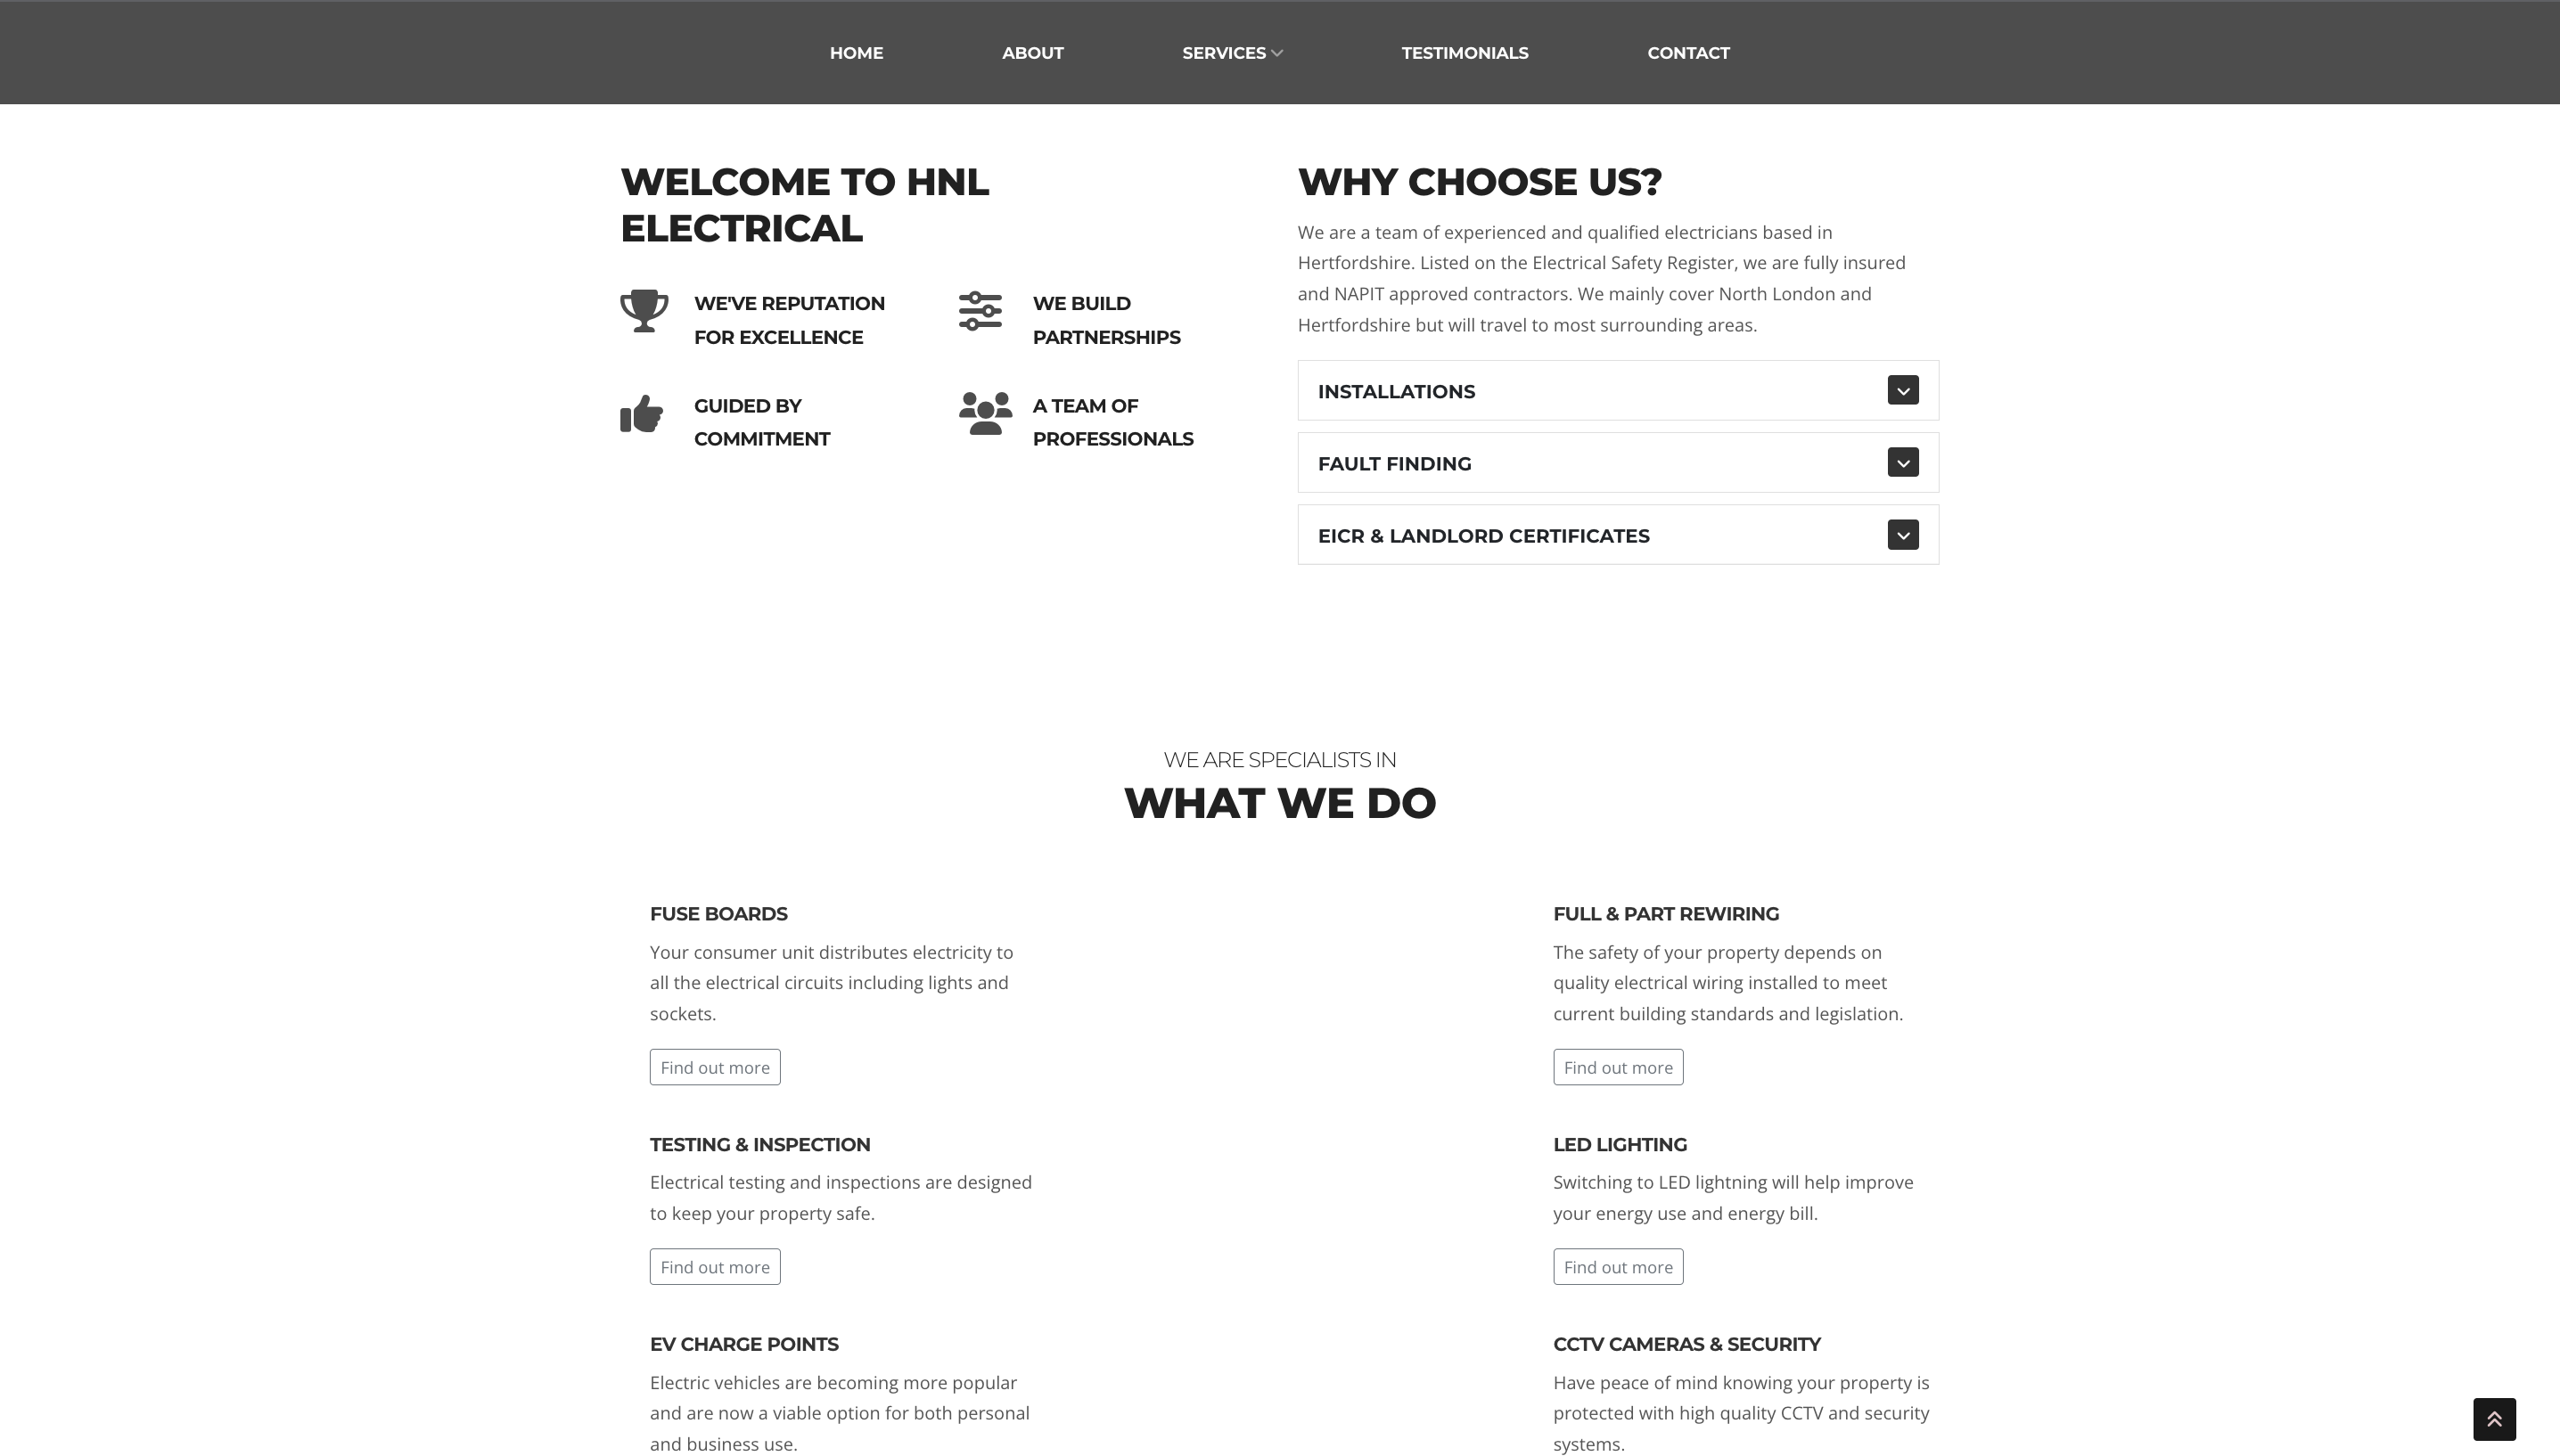 HOME
ABOUT
SERVICES
TESTIMONIALS
CONTACT
WELCOME TO HNL
ELECTRICAL
WE'VE REPUTATION
FOR EXCELLENCE
WE BUILD
PARTNERSHIPS
GUIDED BY
COMMITMENT
A TEAM OF
PROFESSIONALS
WHY CHOOSE US?
We are a team of experienced and qualified electricians based in
Hertfordshire. Listed on the Electrical Safety Register, we are fully insured
and NAPIT approved contractors. We mainly cover North London and
Hertfordshire but will travel to most surrounding areas.
INSTALLATIONS
FAULT FINDING
EICR & LANDLORD CERTIFICATES
WE ARE SPECIALISTS IN
WHAT WE DO
FUSE BOARDS
Your consumer unit distributes electricity to
all the electrical circuits including lights and
sockets.
Find out more
FULL & PART REWIRING
The safety of your property depends on
quality electrical wiring installed to meet
current building standards and legislation.
Find out more
TESTING & INSPECTION
Electrical testing and inspections are designed
to keep your property safe.
Find out more
LED LIGHTING
Switching to LED lightning will help improve
your energy use and energy bill.
Find out more
EV CHARGE POINTS
Electric vehicles are becoming more popular
and are now a viable option for both personal
and business use.
CCTV CAMERAS & SECURITY
Have peace of mind knowing your property is
protected with high quality CCTV and security
systems.